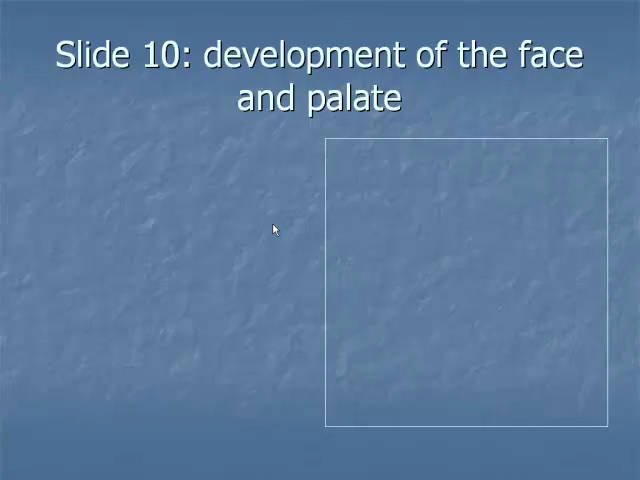 Slide 10: development of the face
and palate